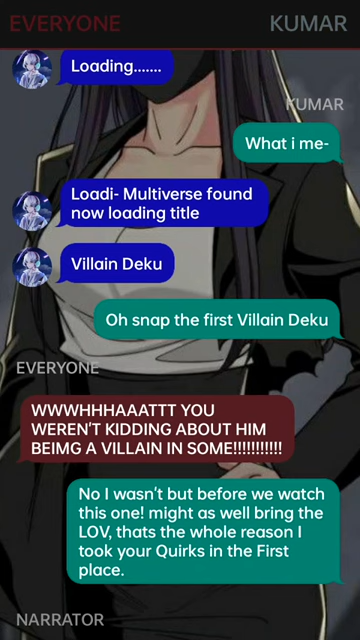 EVERYONE
KUMAR
Loading.......
KUMAR
What i me-
Loadi- Multiverse found
now loading title
Villain Deku
Oh snap the first Villain Deku
EVERYONE
WWWHHHAAATTT YOU
WEREN'T KIDDING ABOUT HIM
BEIMG A VILLAIN IN SOME!!!!!!!!!!!
No I wasn't but before we watch
this one! might as well bring the
LOV, thats the whole reason I
took your Quirks in the First
place.
NARRATOR